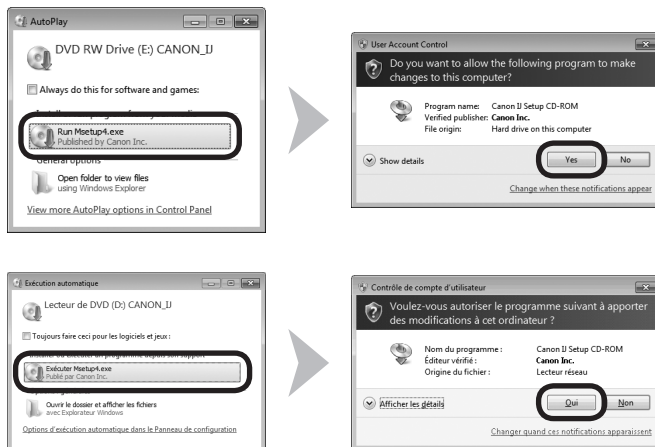 AutoPlay
DVD RW Drive (E:) CANON_IJ
Always do this for software and games:
Run Msetup4.exe
Published by Canon Inc.
General options
Open folder to view files
using Windows Explorer
View more AutoPlay options in Control Panel
User Account Control
Do you want to allow the following program to make
changes to this computer?
Program name: Canon IJ Setup CD-ROM
Verified publisher: Canon Inc.
File origin: Hard drive on this computer
Show details
Yes
No
Change when these notifications appear
Exécution automatique
Lecteur de DVD (D:) CANON_IJ
Toujours faire ceci pour les logiciels et jeux :
Installer ou exécuter un programme depuis son support
Exécuter Msetup4.exe
Publié par Canon Inc.
Ouvrir le dossier et afficher les fichiers
avec Explorateur Windows
Options d'exécution automatique dans le Panneau de configuration
Contrôle de compte d'utilisateur
Voulez-vous autoriser le programme suivant à apporter
des modifications à cet ordinateur ?
Nom du programme : Canon IJ Setup CD-ROM
Éditeur vérifié : Canon Inc.
Origine du fichier : Lecteur réseau
Afficher les détails
Oui
Non
Changer quand ces notifications apparaissent